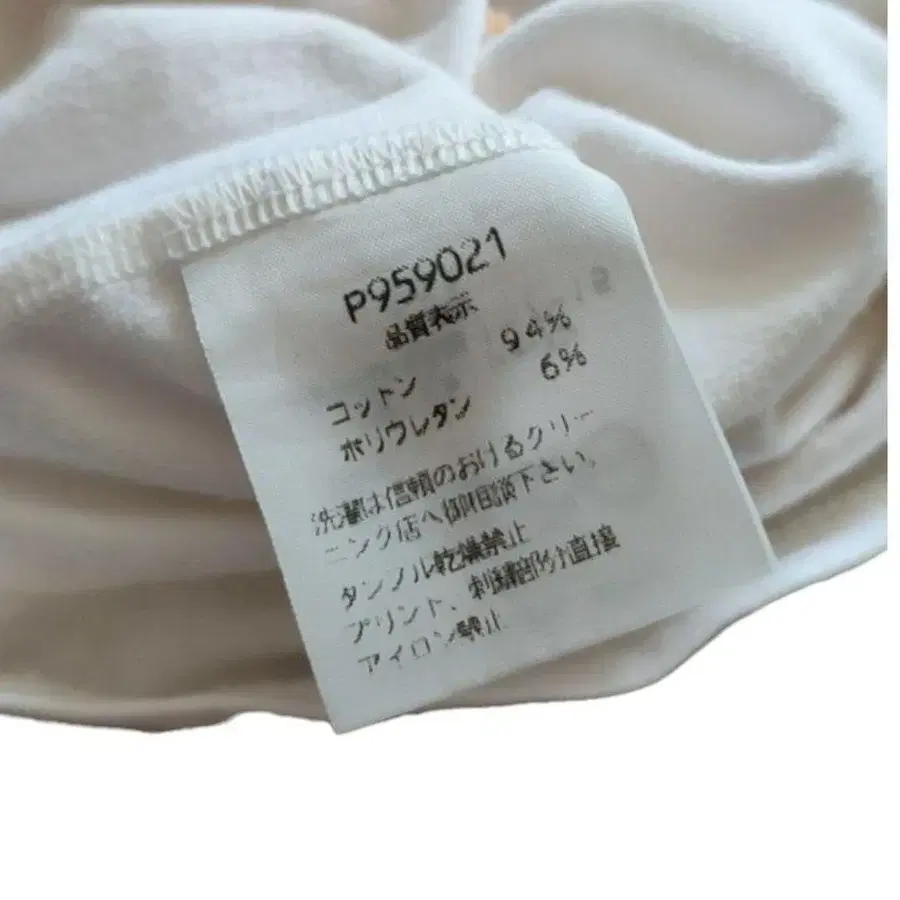 P959021
品質表示
コットン 94%
ポリウレタン 6%
洗濯は信頼のおけるクリー
ニング店へ御用命下さい。
タンブル乾燥禁止
プリント、刺繍部分直接
アイロン禁止